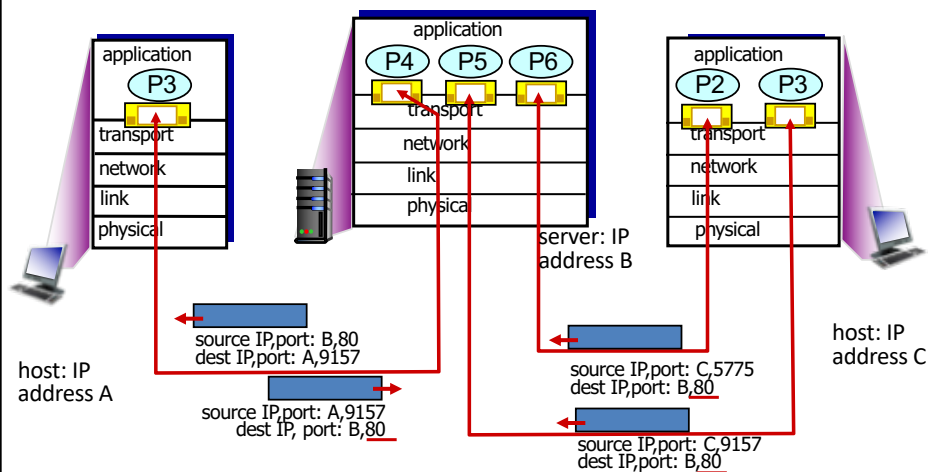 application
P3
transport
network
link
physical
application
P4 P5 P6
transport
network
link
physical
server: IP
address B
application
P2 P3
transport
network
link
physical
host: IP
address A
source IP,port: B,80
dest IP,port: A,9157
source IP,port: A,9157
dest IP, port: B,80
source IP,port: C,5775
dest IP,port: B,80
source IP,port: C,9157
dest IP,port: B,80
host: IP
address C